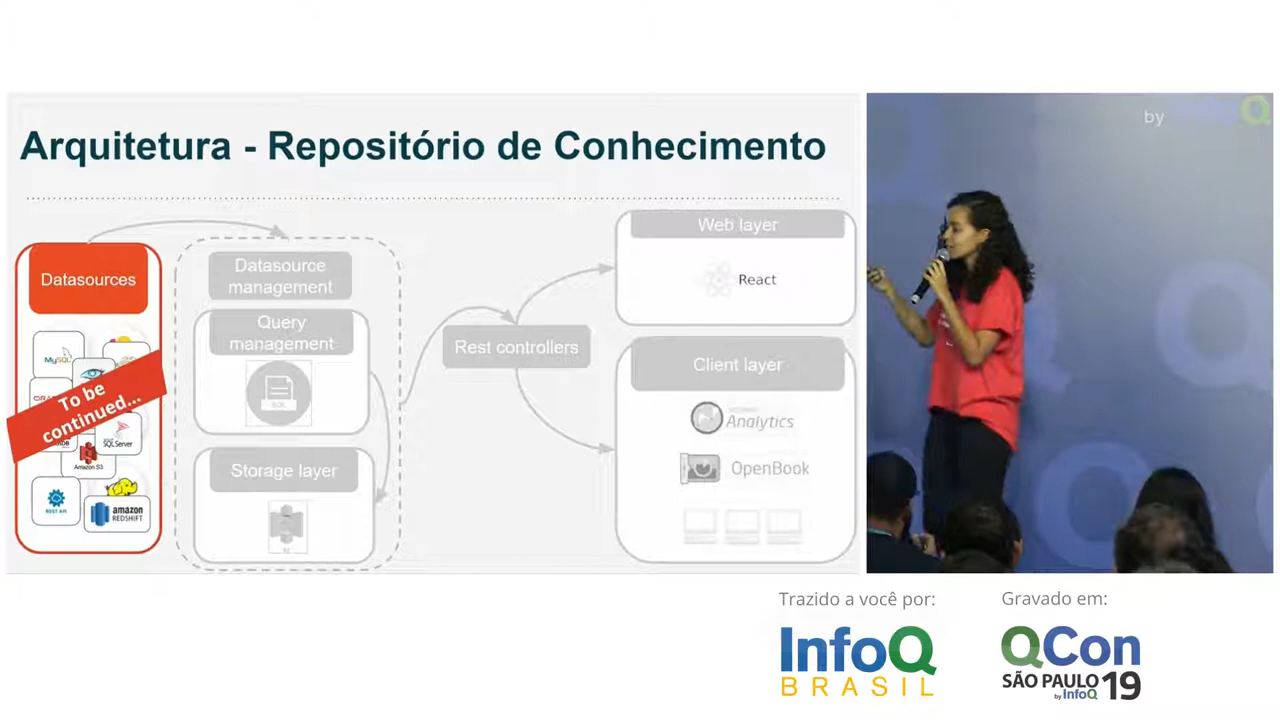 by InfoQ
Arquitetura - Repositório de Conhecimento
Datasources
MySQL
To be
continued...
SQL Server
Amazon S3
REST API
amazon
REDSHIFT
Datasource
management
Query
management
SQL
Storage layer
Rest controllers
Web layer
React
Client layer
Analytics
OpenBook
Trazido a você por:
InfoQ
BRASIL
Gravado em:
QCon
SÃO PAULO 19
by InfoQ